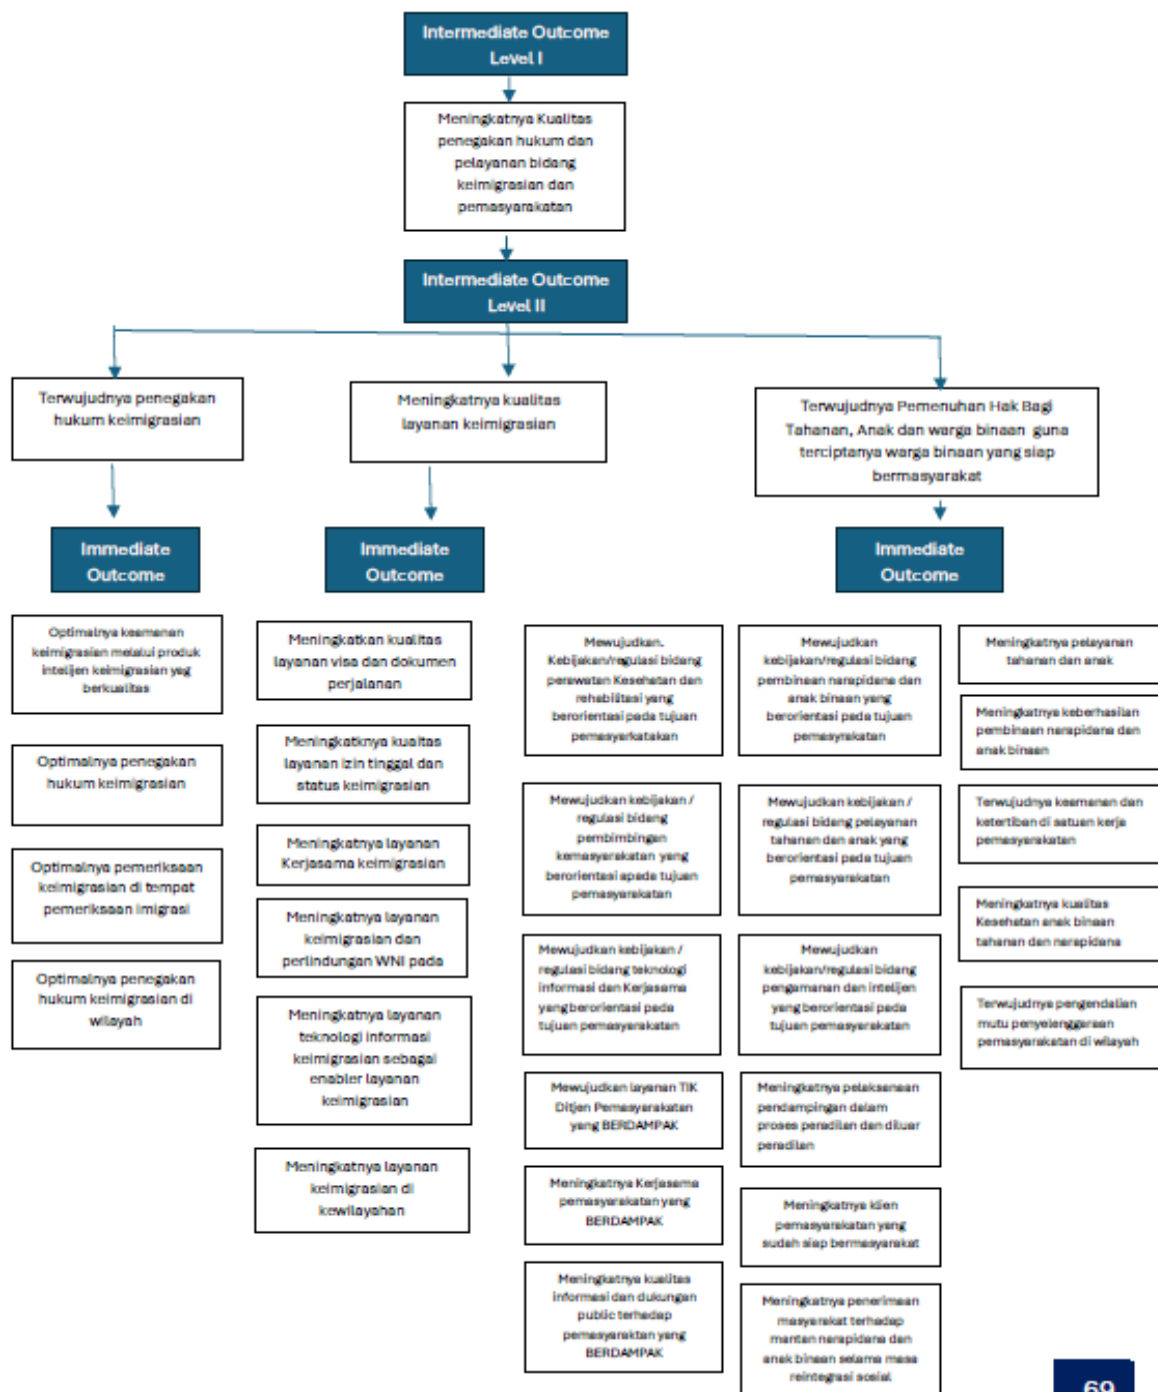 Intermediate Outcome
Level I
Meningkatnya Kualitas
penegakan hukum dan
pelayanan bidang
keimigrasian dan
pemasyarakatan
Intermediate Outcome
Level II
Terwujudnya penegakan
hukum keimigrasian
Meningkatnya kualitas
layanan keimigrasian
Terwujudnya Pemenuhan Hak Bagi
Tahanan, Anak dan warga binaan guna
terciptanya warga binaan yang siap
bermasyarakat
Immediate
Outcome
Immediate
Outcome
Immediate
Outcome
Optimalnya keamanan
keimigrasian melalui produk
intelijen keimigrasian yag
berkualitas
Optimalnya penegakan
hukum keimigrasian
Optimalnya pemeriksaan
keimigrasian di tempat
pemeriksaan imigrasi
Optimalnya penegakan
hukum keimigrasian di
wilayah
Meningkatkan kualitas
layanan visa dan dokumen
perjalanan
Meningkatknya kualtas
layanan izin tinggal dan
status keimigrasian
Meningkatnya layanan
Kerjasama keimigrasian
Meningkatnya layanan
keimigrasian dan
perlindungan WNI pada
Meningkatnya layanan
teknologi informasi
keimigrasian sebagai
enabler layanan
keimigrasian
Meningkatnya layanan
keimigrasian di
kewilayahan
Mewujudkan.
Kebijakan/regulasi bidang
perawatan Kesehatan dan
rehabilitasi yang
berorientasi pada tujuan
pemasyarkatakan
Mewujudkan kebijakan /
regulasi bidang
pembimbingan
kemasyarakatan yang
berorientasi apada tujuan
pemasyarakatan
Mewujudkan kebijakan /
regulasi bidang teknologi
informasi dan Kerjasama
yang berorientasi pada
tujuan pemasyarakatan
Mewujudkan layanan TIK
Ditjen Pemasyarakatan
yang BERDAMPAK
Meningkatnya Kerjasama
pemasyarakatan yang
BERDAMPAK
Meningkatnya kualitas
informasi dan dukungan
public terhadap
pemasyaraktan yang
BERDAMPAK
Mewujudkan
kebijakan/regulasi bidang
pembinaan narapidana dan
anak binaan yang
berorientasi pada tujuan
pemasyrakatan
Mewujudkan kebijakan /
regulasi bidang pelayanan
tahanan dan anak yang
berorientasi pada tujuan
pemasyarakatan
Mewujudkan
kebijakan/regulasi bidang
pengamanan dan intelijen
yang berorientasi pada
tujuan pemasyarakatan
Meningkatnya pelaksanaan
pendampingan dalam
proses peradilan dan diluar
peradilan
Meningkatnya klien
pemasyarakatan yang
sudah siap bermasyarakat
Meningkatnya penerimaan
masyarakat terhadap
mantan narapidana dan
anak binaan selama masa
reintegrasi sosial
Meningkatnya pelayanan
tahanan dan anak
Meningkatnya keberhasilan
pembinaan narapidana dan
anak binaan
Terwujudnya keamanan dan
ketertiban di satuan kerja
pemasyarakatan
Meningkatnya kualitas
Kesehatan anak binaan
tahanan dan narapidana
Terwujudnya pengendalian
mutu penyelenggaraan
pemasyarakatan di wilayah
69